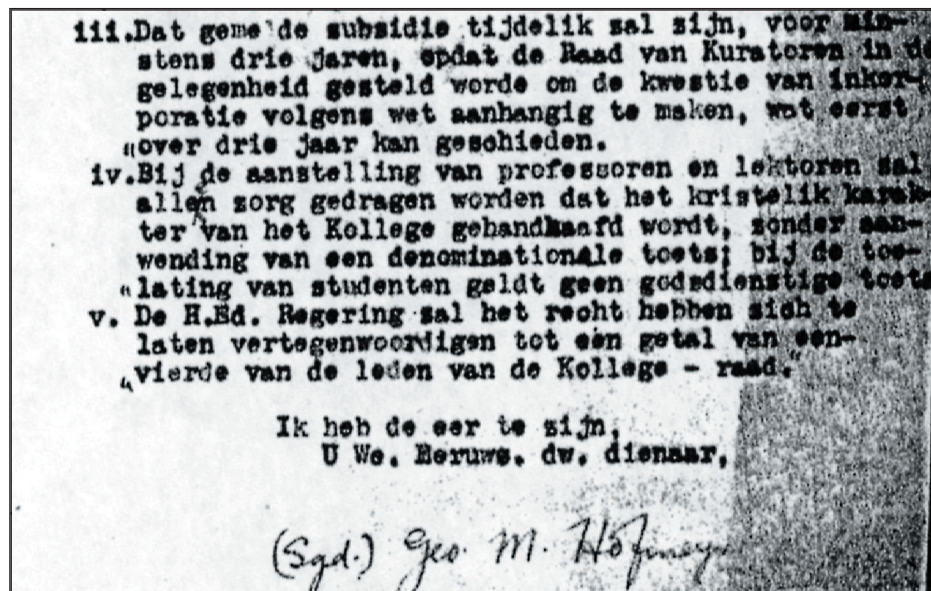 iii.Dat geme'de subsidie tijdelik sal zijn, voor min-
stens drie jaren, opdat de Raad van Kuratoren in de
gelegenheid gesteld worde om de kwestie van inkor-
poratie volgens wet aanhangig te maken, wat eerst
"over drie jaar kan geschieden.
iv.Bij de aanstelling van professoren en lektoren sal
allen zorg gedragen worden dat het kristelik karak-
ter van het Kollege gehandhaafd wordt, zonder aan-
wending van een denominationale toets; bij de toe-
"lating van studenten geldt geen godsdienstige toets
v. De H.Ed. Regering sal het recht hebben zich te
laten vertegenwoordigen tot een getal van een-
"vierde van de leden van de Kollege - raad."
Ik heb de eer te zijn,
U We. Eeruws. dw. dienaar,
(Sgd.) Geo. M. Hofmeyr